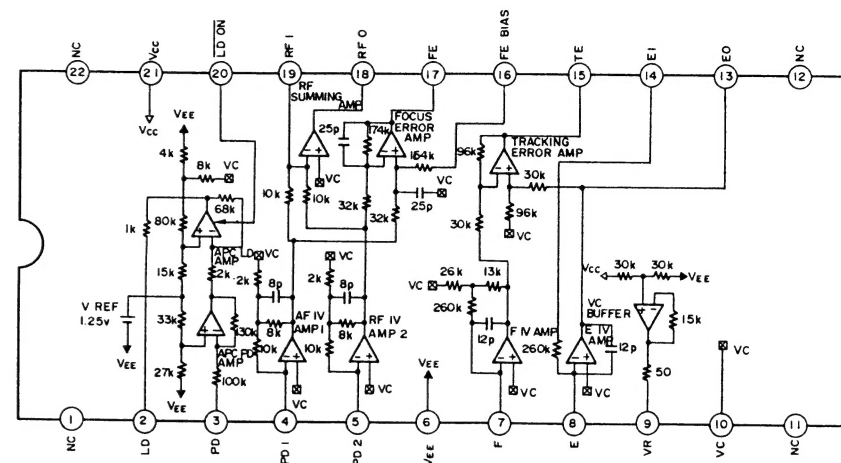 NC
Vcc
LD ON
RF I
RF O
FE
FE BIAS
TE
EI
EO
NC
22
21
20
19
18
17
16
15
14
13
12
RF SUMMING AMP
FOCUS ERROR AMP
TRACKING ERROR AMP
Vcc
VEE
4k
8k
VC
68k
1k
80k
APC AMP
15k
2k
V REF
1.25v
33k
VEE
27k
VEE
130k
APC PD AMP
100k
25p
174k
VC
10k
10k
32k
32k
164k
VC
25p
96k
30k
96k
VC
30k
VC
2k
8p
8k
10k
AF IV AMP 1
VC
VC
2k
8p
8k
10k
RF IV AMP 2
VC
VEE
VC
26k
13k
260k
12p
F IV AMP
VC
260k
VC BUFFER
E IV AMP
12p
VC
Vcc
30k
30k
VEE
15k
50
VC
1
2
3
4
5
6
7
8
9
10
11
NC
LD
PD
PD 1
PD 2
VEE
F
E
VR
VC
NC